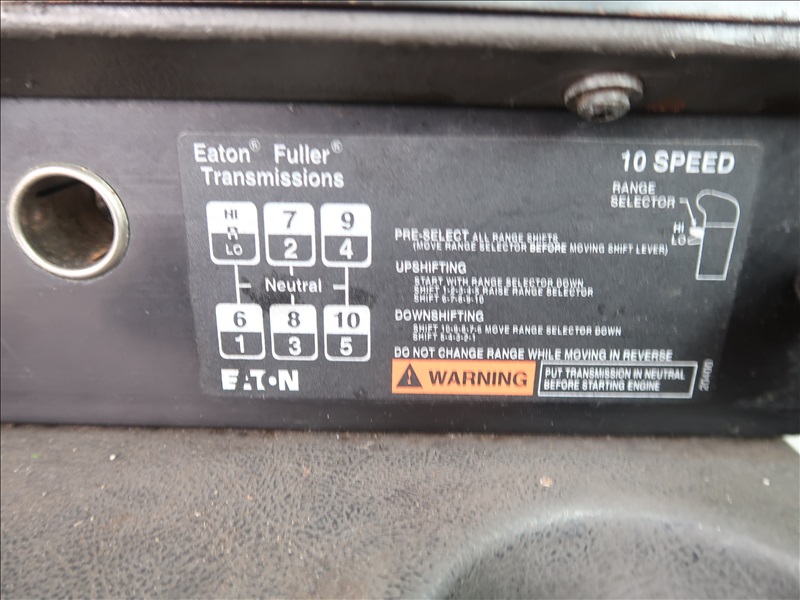 Eaton® Fuller®
Transmissions
10 SPEED
RANGE
SELECTOR
HI
LO
HI
R
LO
7
2
9
4
Neutral
6
1
8
3
10
5
EATON
PRE-SELECT ALL RANGE SHIFTS
(MOVE RANGE SELECTOR BEFORE MOVING SHIFT LEVER)
UPSHIFTING
START WITH RANGE SELECTOR DOWN
SHIFT 1-2-3-4-5 RAISE RANGE SELECTOR
SHIFT 6-7-8-9-10
DOWNSHIFTING
SHIFT 10-9-8-7-6 MOVE RANGE SELECTOR DOWN
SHIFT 5-4-3-2-1
DO NOT CHANGE RANGE WHILE MOVING IN REVERSE
WARNING
PUT TRANSMISSION IN NEUTRAL
BEFORE STARTING ENGINE